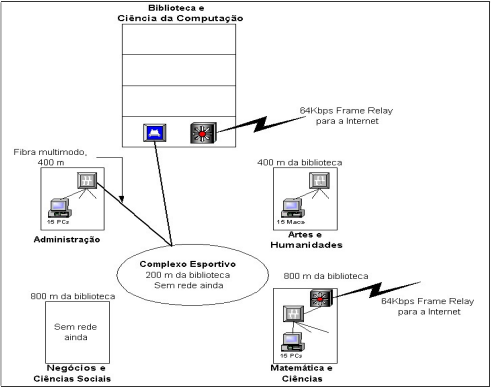 Biblioteca e
Ciência da Computação
64Kbps Frame Relay
para a Internet
Fibra multimodo,
400 m
400 m da biblioteca
15 PCs
15 Macs
Administração
Artes e
Humanidades
Complexo Esportivo
200 m da biblioteca
Sem rede ainda
800 m da biblioteca
800 m da biblioteca
64Kbps Frame Relay
para a Internet
Sem rede
ainda
15 PCs
Negócios e
Ciências Sociais
Matemática e
Ciências